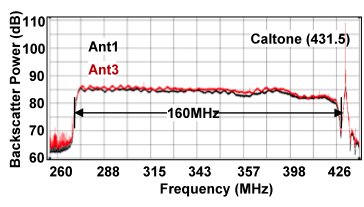 Backscatter Power (dB)
110
100
90
80
70
60
Ant1
Ant3
Caltone (431.5)
160MHz
260 288 315 343 357 398 426
Frequency (MHz)